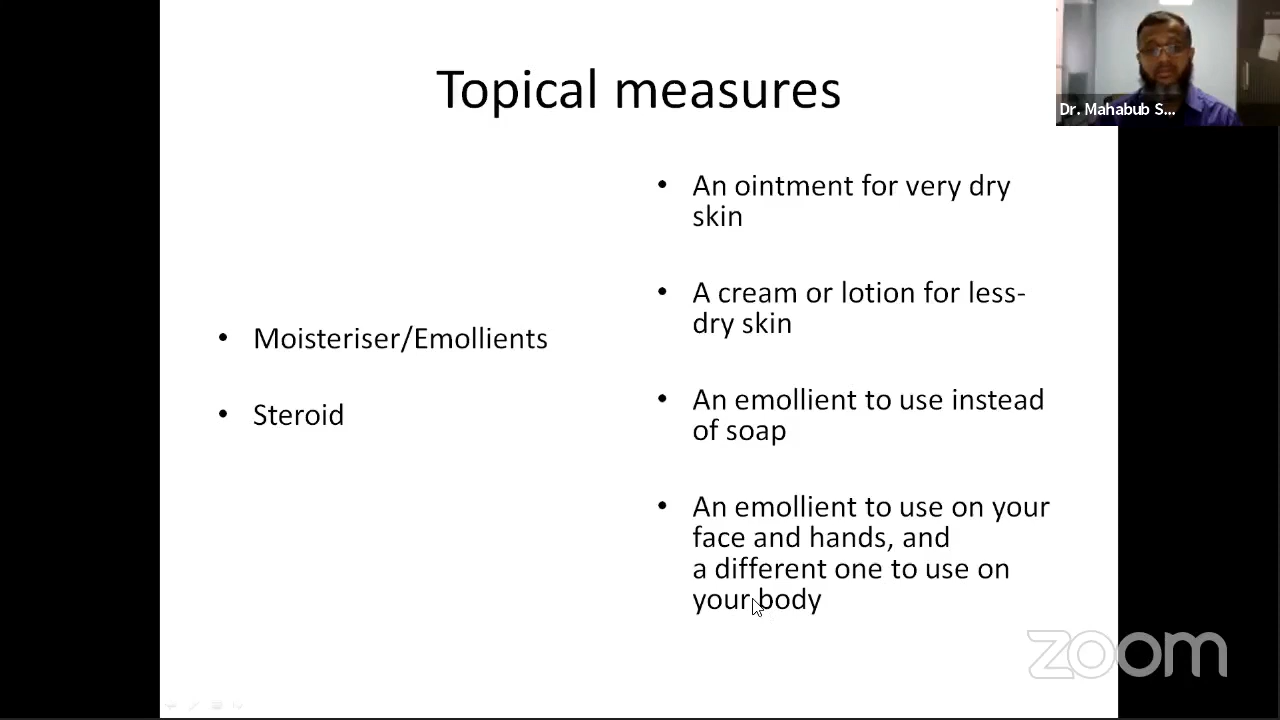 Topical measures
Dr. Mahabub S...
• Moisteriser/Emollients
• Steroid
• An ointment for very dry
skin
• A cream or lotion for less-
dry skin
• An emollient to use instead
of soap
• An emollient to use on your
face and hands, and
a different one to use on
your body
zoom